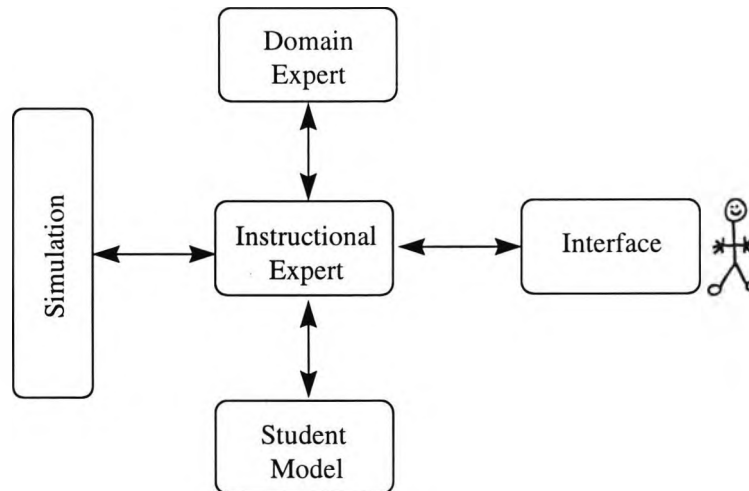 Domain
Expert
Simulation
Instructional
Expert
Interface
Student
Model